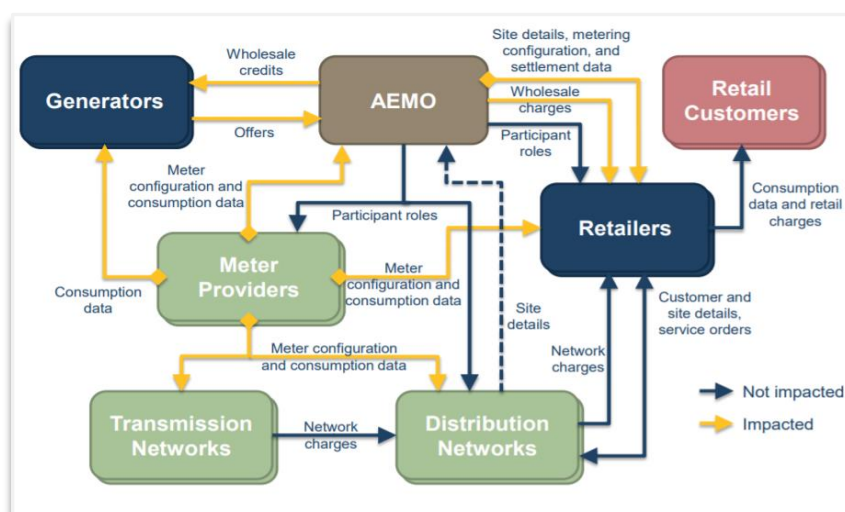 Wholesale
credits
Generators
AEMO
Offers
Site details, metering
configuration, and
settlement data
Wholesale
charges
Participant
roles
Retail
Customers
Meter
configuration and
consumption data
Participant roles
Retailers
Consumption
data and retail
charges
Meter
Providers
Consumption
data
Meter
configuration and
consumption data
Site
details
Customer and
site details,
service orders
Meter configuration
and consumption data
Network
charges
Transmission
Networks
Network
charges
Distribution
Networks
Not impacted
Impacted